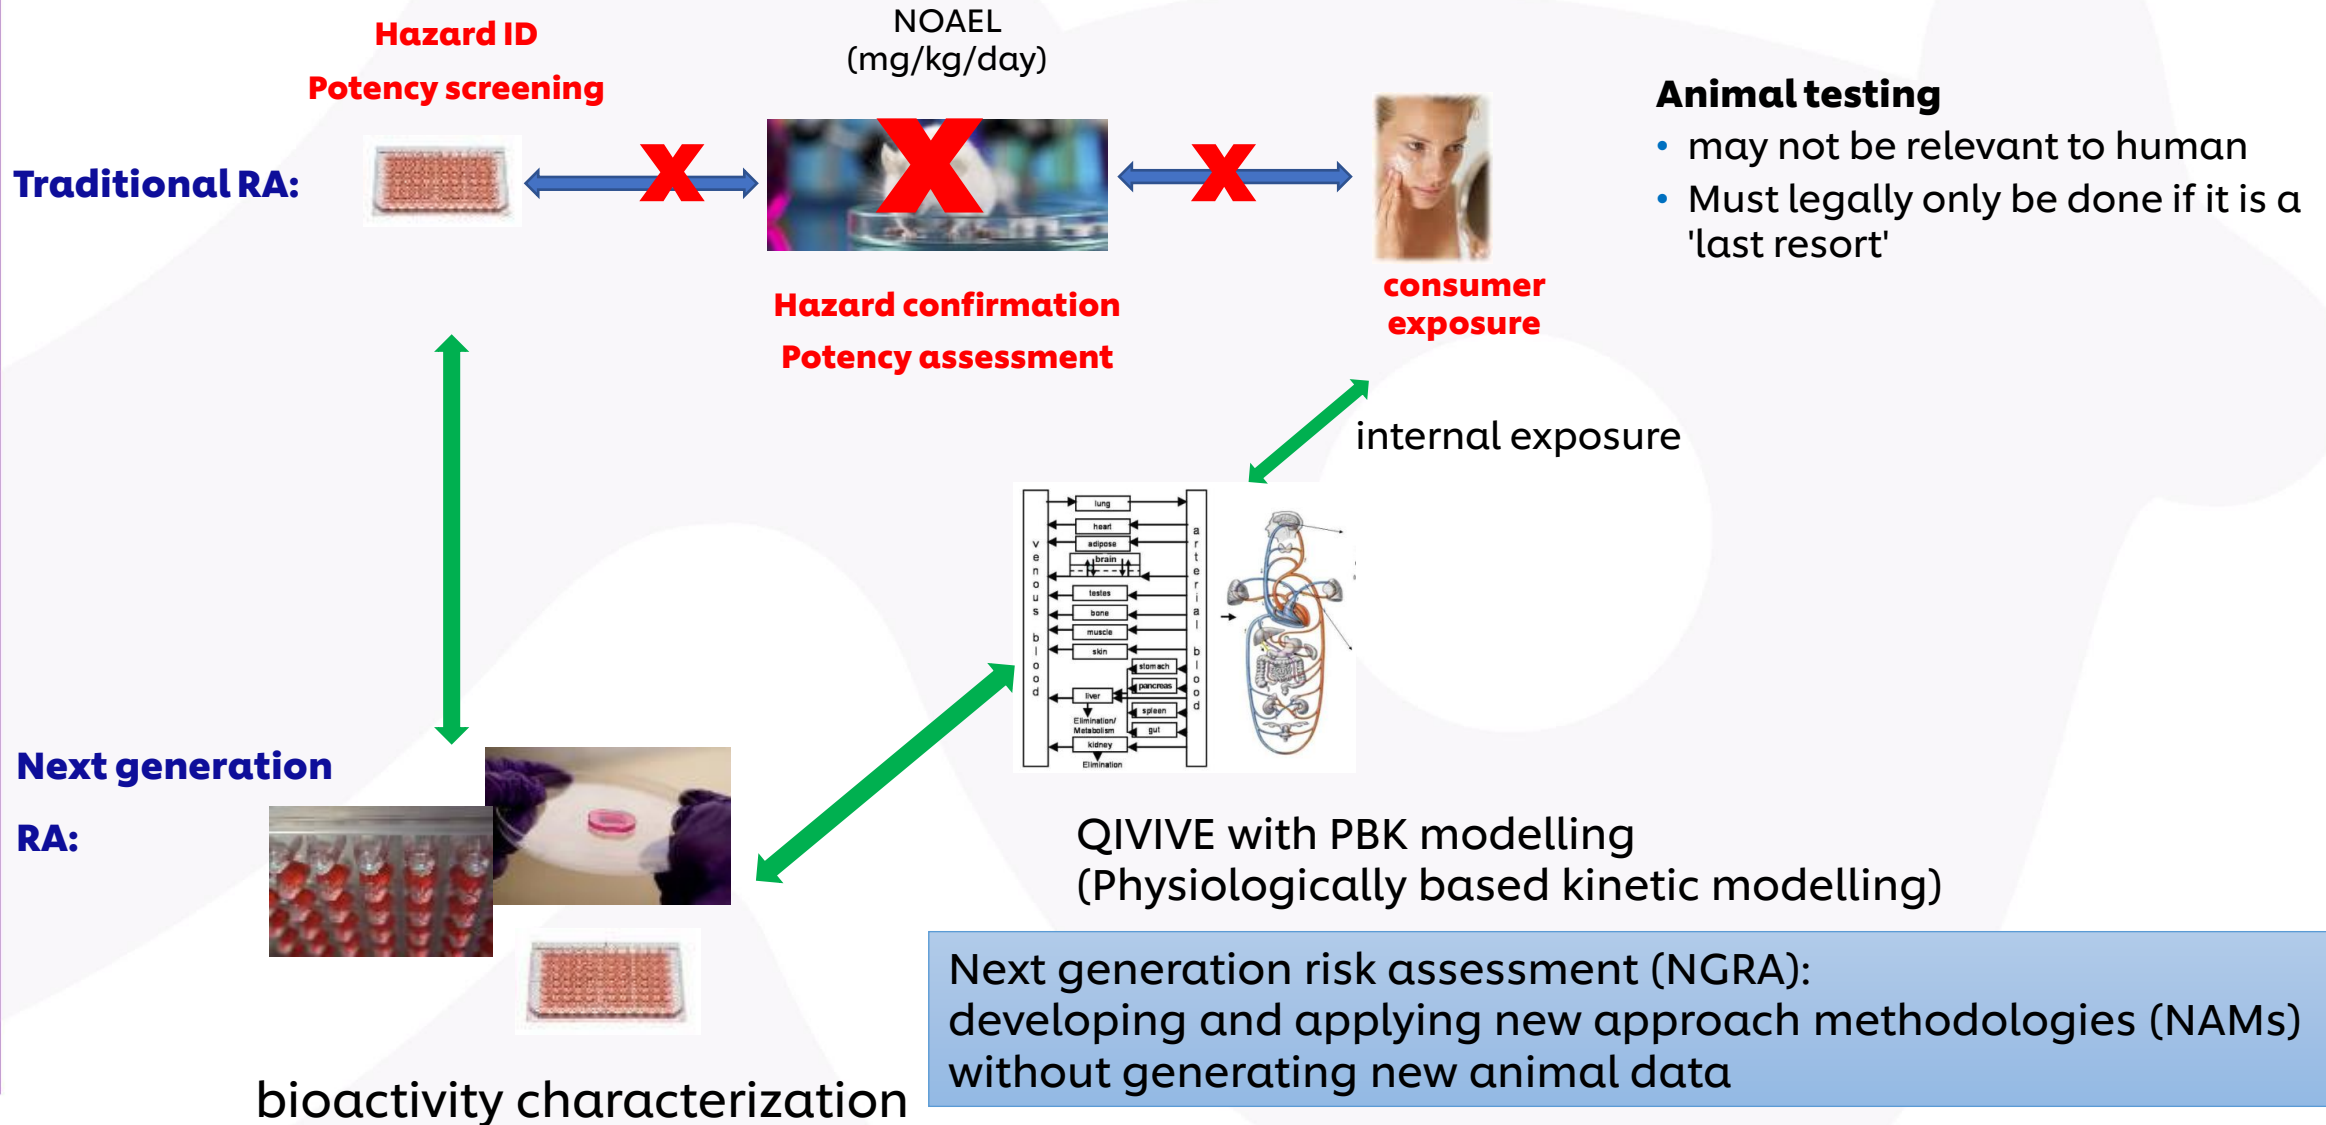 Hazard ID
Potency screening
NOAEL
(mg/kg/day)
Traditional RA:
X
X
X
Hazard confirmation
Potency assessment
consumer
exposure
Animal testing
• may not be relevant to human
• Must legally only be done if it is a
'last resort'
internal exposure
venous blood
lung
heart
adipose
brain
testes
bone
muscle
skin
stomach
pancreas
liver
spleen
Elimination/
Metabolism
gut
kidney
Elimination
arterial blood
QIVIVE with PBK modelling
(Physiologically based kinetic modelling)
Next generation
RA:
bioactivity characterization
Next generation risk assessment (NGRA):
developing and applying new approach methodologies (NAMs)
without generating new animal data